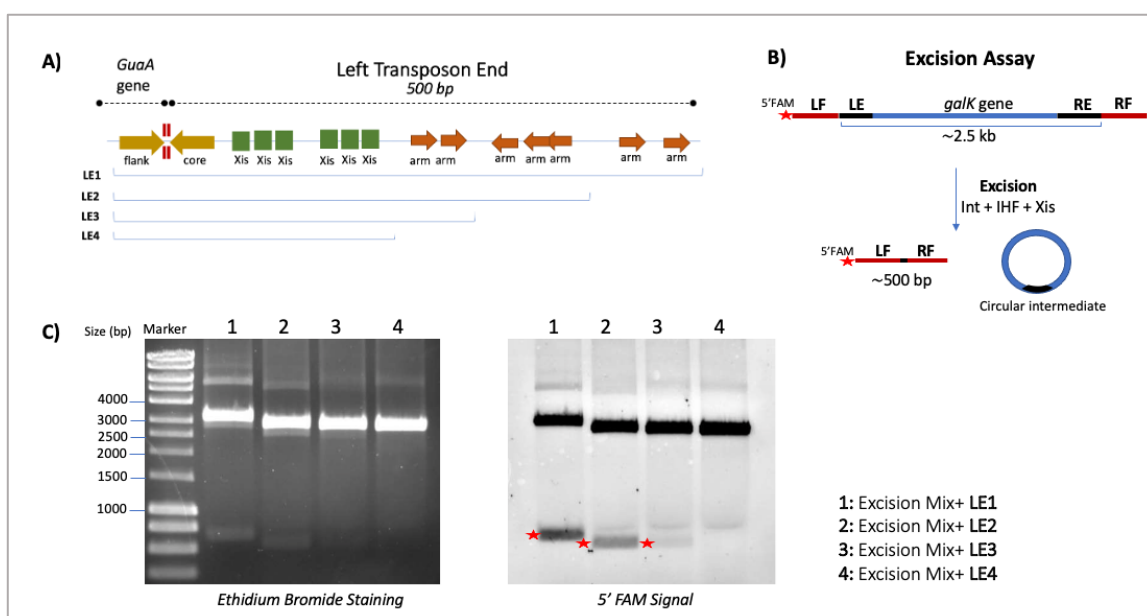 A)
GuaA
gene
Left Transposon End
500 bp
flank
core
Xis Xis Xis
Xis Xis Xis
arm arm
arm
arm
arm
arm
LE1
LE2
LE3
LE4
B)
Excision Assay
5'FAM
LF LE galK gene RE RF
~2.5 kb
Excision
Int + IHF + Xis
5'FAM
LF RF
~500 bp
Circular intermediate
C)
Size (bp) Marker 1 2 3 4
4000
3000
2500
2000
1500
1000
Ethidium Bromide Staining
1 2 3 4
5' FAM Signal
1: Excision Mix+ LE1
2: Excision Mix+ LE2
3: Excision Mix+ LE3
4: Excision Mix+ LE4